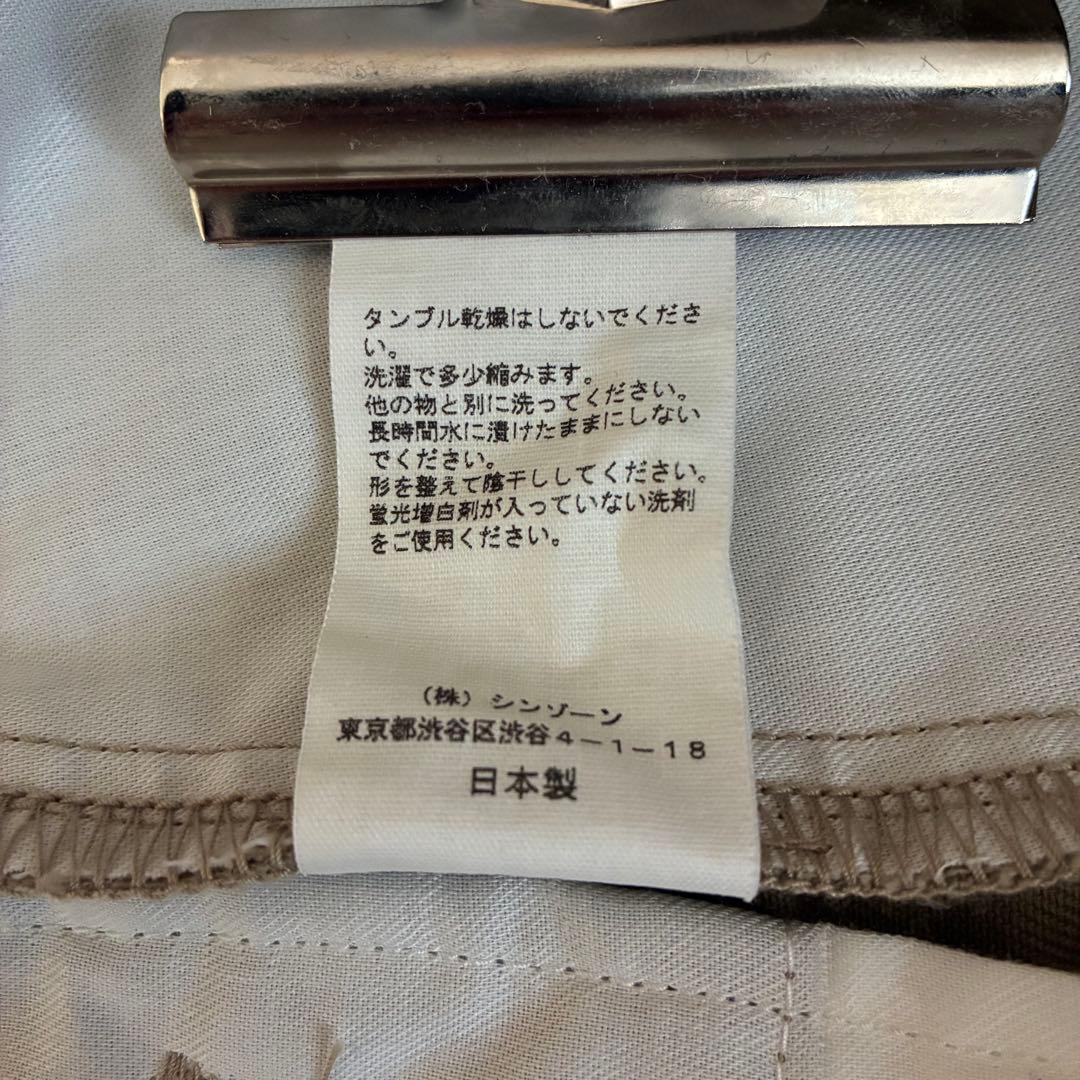 タンブル乾燥はしないでくださ
い。
洗濯で多少縮みます。
他の物と別に洗ってください。
長時間水に漬けたままにしない
でください。
形を整えて陰干ししてください。
蛍光増白剤が入っていない洗剤
をご使用ください。
（株）シンゾーン
東京都渋谷区渋谷４－１－１８
日本製